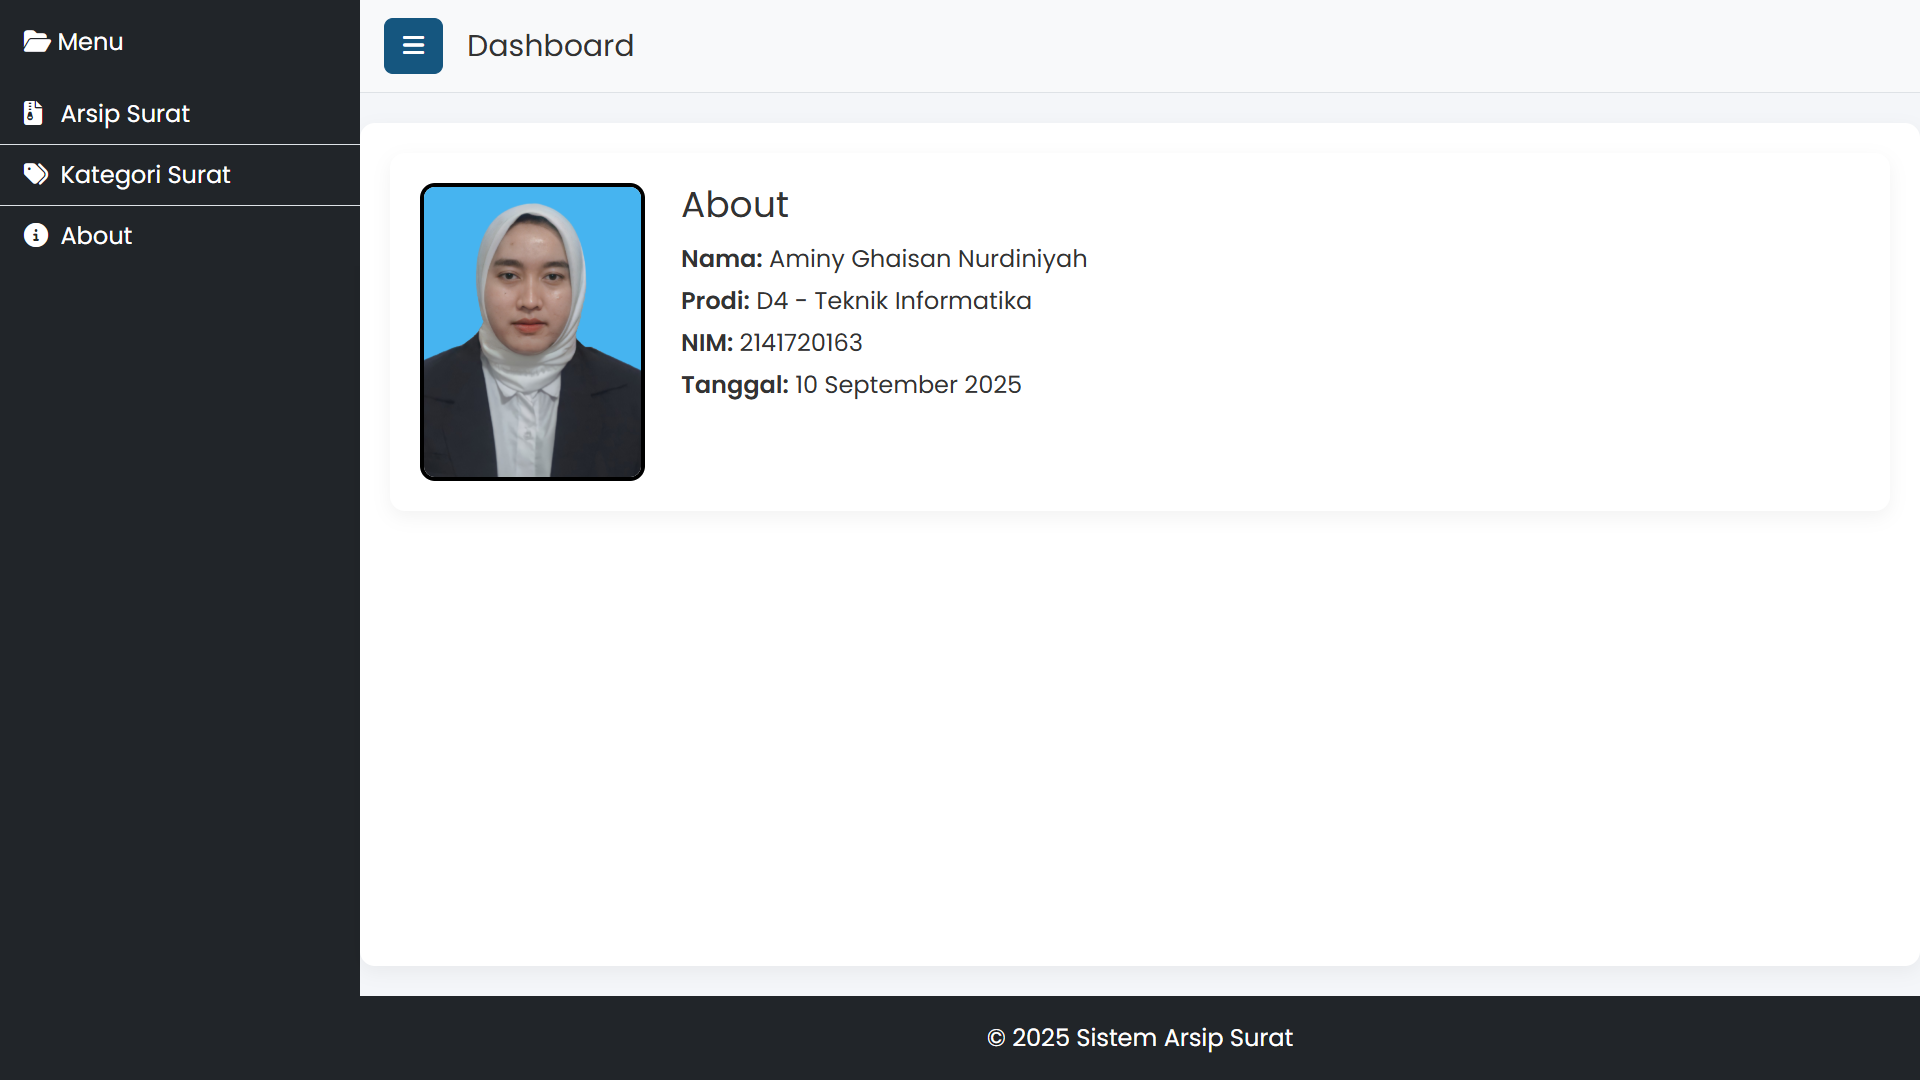 Menu
Arsip Surat
Kategori Surat
About
Dashboard
About
Nama: Aminy Ghaisan Nurdiniyah
Prodi: D4 - Teknik Informatika
NIM: 2141720163
Tanggal: 10 September 2025
© 2025 Sistem Arsip Surat